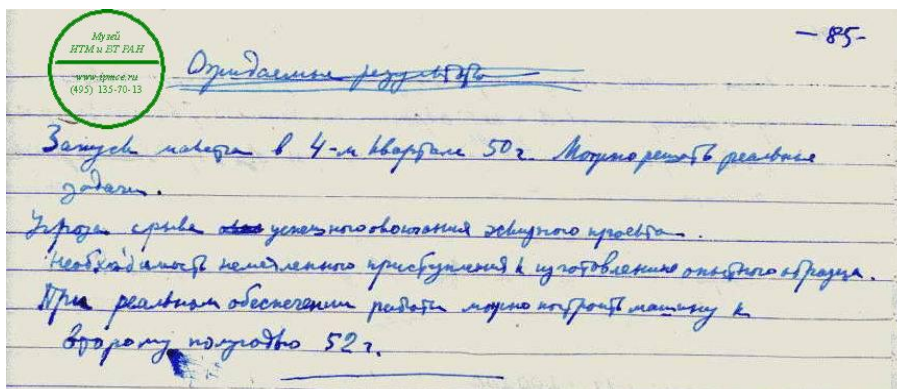 -85-
Музей
ИТМ и ВТ РАН
www.ipmce.ru
(495) 135-70-13
Ожидаемые результаты
Запуск макета в 4-м квартале 50 г. Можно решать реальные
задачи.
Угроза срыва успешного окончания эскизного проекта.
Необходимость немедленного приступления к изготовлению опытного образца.
При реальном обеспечении работы можно построить машину к
второму полугодию 52 г.